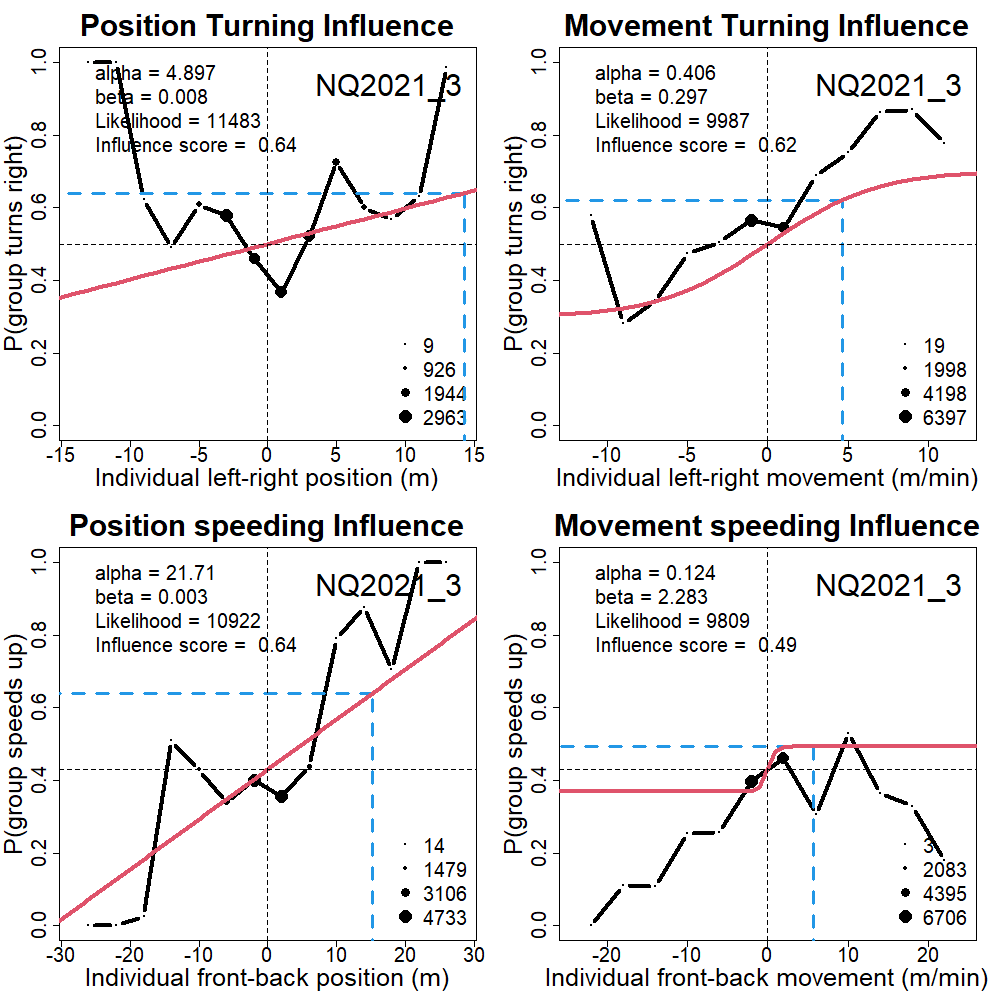 Position Turning Influence
alpha = 4.897
beta = 0.008
Likelihood = 11483
Influence score =  0.64
NQ2021_3
P(group turns right)
0.0 0.2 0.4 0.6 0.8 1.0
9
926
1944
2963
-15 -10 -5 0 5 10 15
Individual left-right position (m)
Movement Turning Influence
alpha = 0.406
beta = 0.297
Likelihood = 9987
Influence score =  0.62
NQ2021_3
P(group turns right)
0.0 0.2 0.4 0.6 0.8 1.0
19
1998
4198
6397
-10 -5 0 5 10
Individual left-right movement (m/min)
Position speeding Influence
alpha = 21.71
beta = 0.003
Likelihood = 10922
Influence score =  0.64
NQ2021_3
P(group speeds up)
0.0 0.2 0.4 0.6 0.8 1.0
14
1479
3106
4733
-30 -20 -10 0 10 20 30
Individual front-back position (m)
Movement speeding Influence
alpha = 0.124
beta = 2.283
Likelihood = 9809
Influence score =  0.49
NQ2021_3
P(group speeds up)
0.0 0.2 0.4 0.6 0.8 1.0
3
2083
4395
6706
-20 -10 0 10 20
Individual front-back movement (m/min)